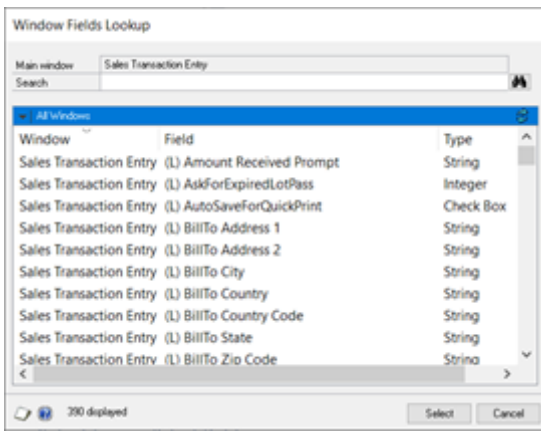 Window Fields Lookup
Main window Sales Transaction Entry
Search
All Windows
Window Field Type
Sales Transaction Entry (L) Amount Received Prompt String
Sales Transaction Entry (L) AskForExpiredLotPass Integer
Sales Transaction Entry (L) AutoSaveForQuickPrint Check Box
Sales Transaction Entry (L) BillTo Address 1 String
Sales Transaction Entry (L) BillTo Address 2 String
Sales Transaction Entry (L) BillTo City String
Sales Transaction Entry (L) BillTo Country String
Sales Transaction Entry (L) BillTo Country Code String
Sales Transaction Entry (L) BillTo State String
Sales Transaction Entry (L) BillTo Zip Code String
390 displayed Select Cancel